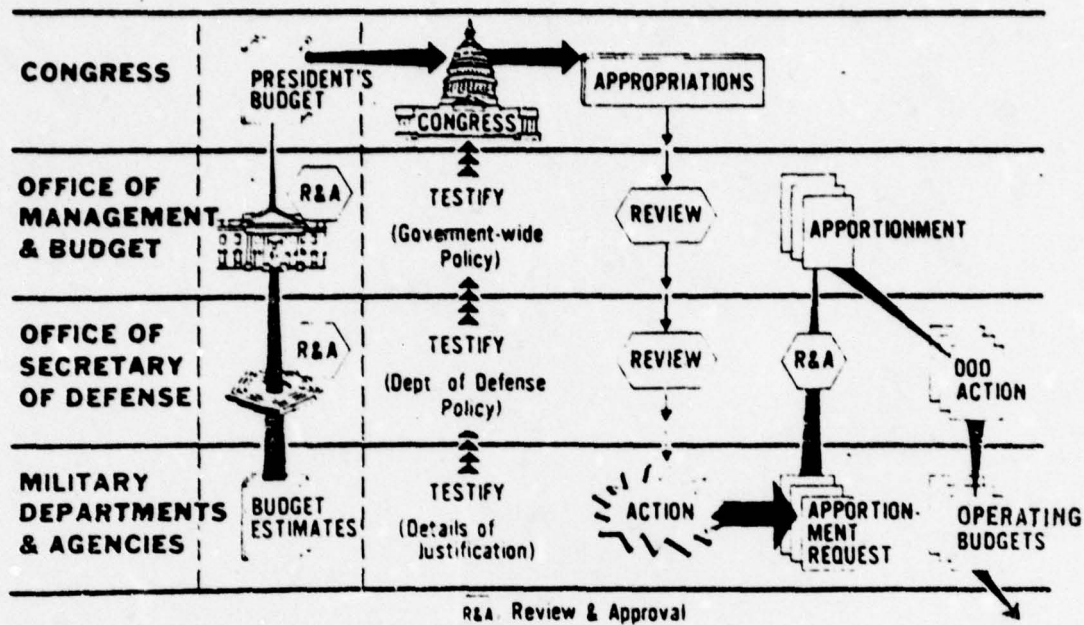 CONGRESS
PRESIDENT'S
BUDGET
CONGRESS
APPROPRIATIONS
OFFICE OF
MANAGEMENT
& BUDGET
R&A
TESTIFY
(Goverment-wide
Policy)
REVIEW
APPORTIONMENT
OFFICE OF
SECRETARY
OF DEFENSE
R&A
TESTIFY
(Dept of Defense
Policy)
REVIEW
R&A
DOD
ACTION
MILITARY
DEPARTMENTS
& AGENCIES
BUDGET
ESTIMATES
TESTIFY
(Details of
Justification)
ACTION
APPORTION-
MENT
REQUEST
OPERATING
BUDGETS
R&A. Review & Approval